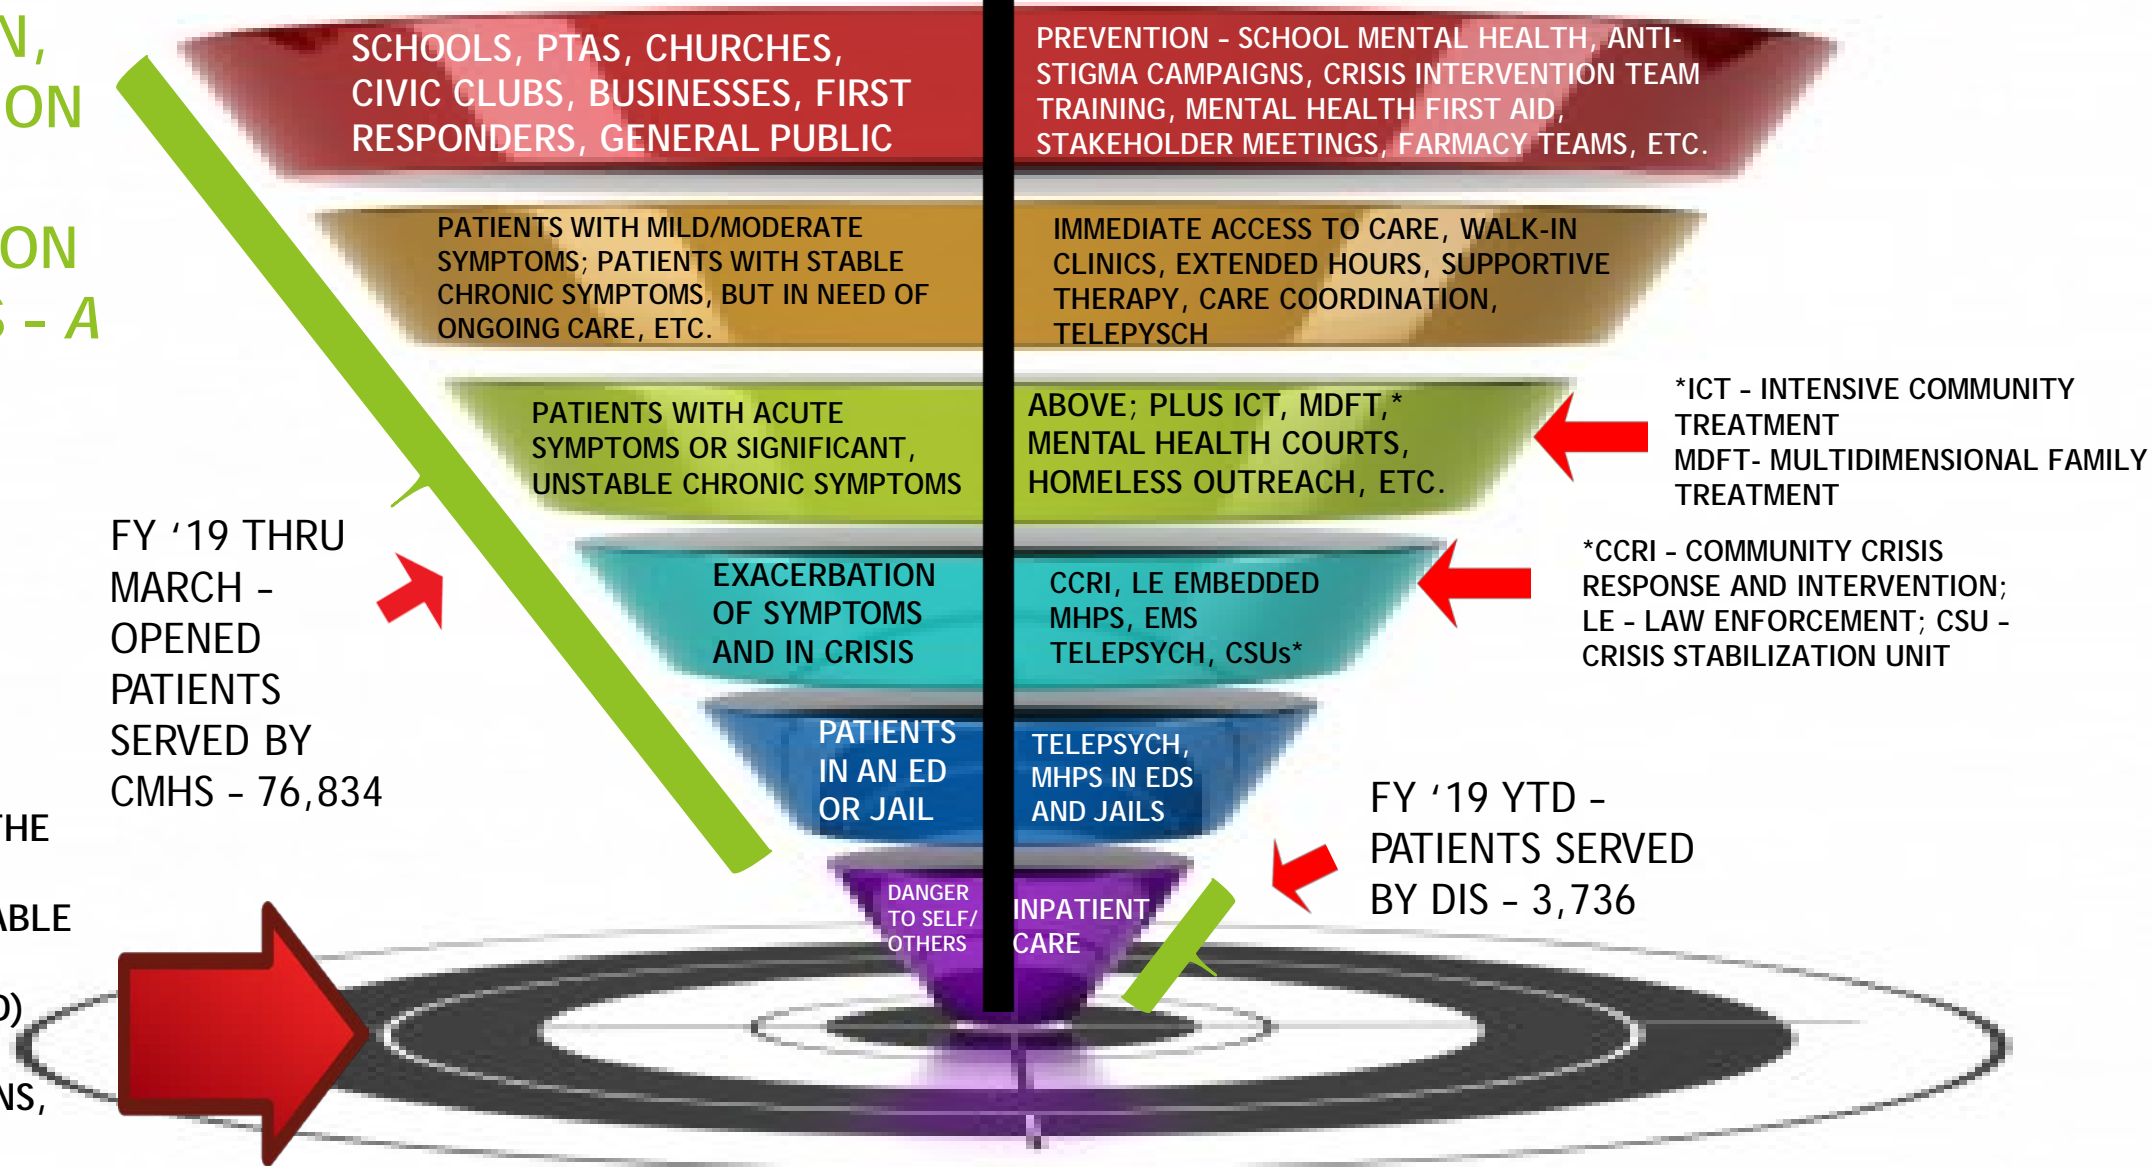 N,
ON
ON
S – A
SCHOOLS, PTAS, CHURCHES,
CIVIC CLUBS, BUSINESSES, FIRST
RESPONDERS, GENERAL PUBLIC
PREVENTION – SCHOOL MENTAL HEALTH, ANTI-
STIGMA CAMPAIGNS, CRISIS INTERVENTION TEAM
TRAINING, MENTAL HEALTH FIRST AID,
STAKEHOLDER MEETINGS, FARMACY TEAMS, ETC.
PATIENTS WITH MILD/MODERATE
SYMPTOMS; PATIENTS WITH STABLE
CHRONIC SYMPTOMS, BUT IN NEED OF
ONGOING CARE, ETC.
IMMEDIATE ACCESS TO CARE, WALK-IN
CLINICS, EXTENDED HOURS, SUPPORTIVE
THERAPY, CARE COORDINATION,
TELEPYSCH
PATIENTS WITH ACUTE
SYMPTOMS OR SIGNIFICANT,
UNSTABLE CHRONIC SYMPTOMS
ABOVE; PLUS ICT, MDFT,*
MENTAL HEALTH COURTS,
HOMELESS OUTREACH, ETC.
*ICT – INTENSIVE COMMUNITY
TREATMENT
MDFT- MULTIDIMENSIONAL FAMILY
TREATMENT
FY ‘19 THRU
MARCH –
OPENED
PATIENTS
SERVED BY
CMHS – 76,834
EXACERBATION
OF SYMPTOMS
AND IN CRISIS
CCRI, LE EMBEDDED
MHPS, EMS
TELEPSYCH, CSUs*
*CCRI – COMMUNITY CRISIS
RESPONSE AND INTERVENTION;
LE – LAW ENFORCEMENT; CSU –
CRISIS STABILIZATION UNIT
PATIENTS
IN AN ED
OR JAIL
TELEPSYCH,
MHPS IN EDS
AND JAILS
FY ‘19 YTD –
PATIENTS SERVED
BY DIS – 3,736
DANGER
TO SELF/
OTHERS
INPATIENT
CARE
THE
ABLE
D)
NS,